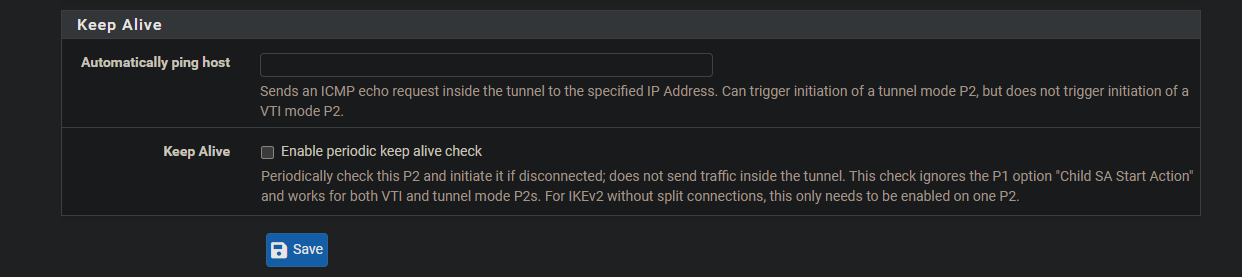 Keep Alive
Automatically ping host
Sends an ICMP echo request inside the tunnel to the specified IP Address. Can trigger initiation of a tunnel mode P2, but does not trigger initiation of a
VTI mode P2.
Keep Alive
Enable periodic keep alive check
Periodically check this P2 and initiate it if disconnected; does not send traffic inside the tunnel. This check ignores the P1 option "Child SA Start Action"
and works for both VTI and tunnel mode P2s. For IKEv2 without split connections, this only needs to be enabled on one P2.
Save